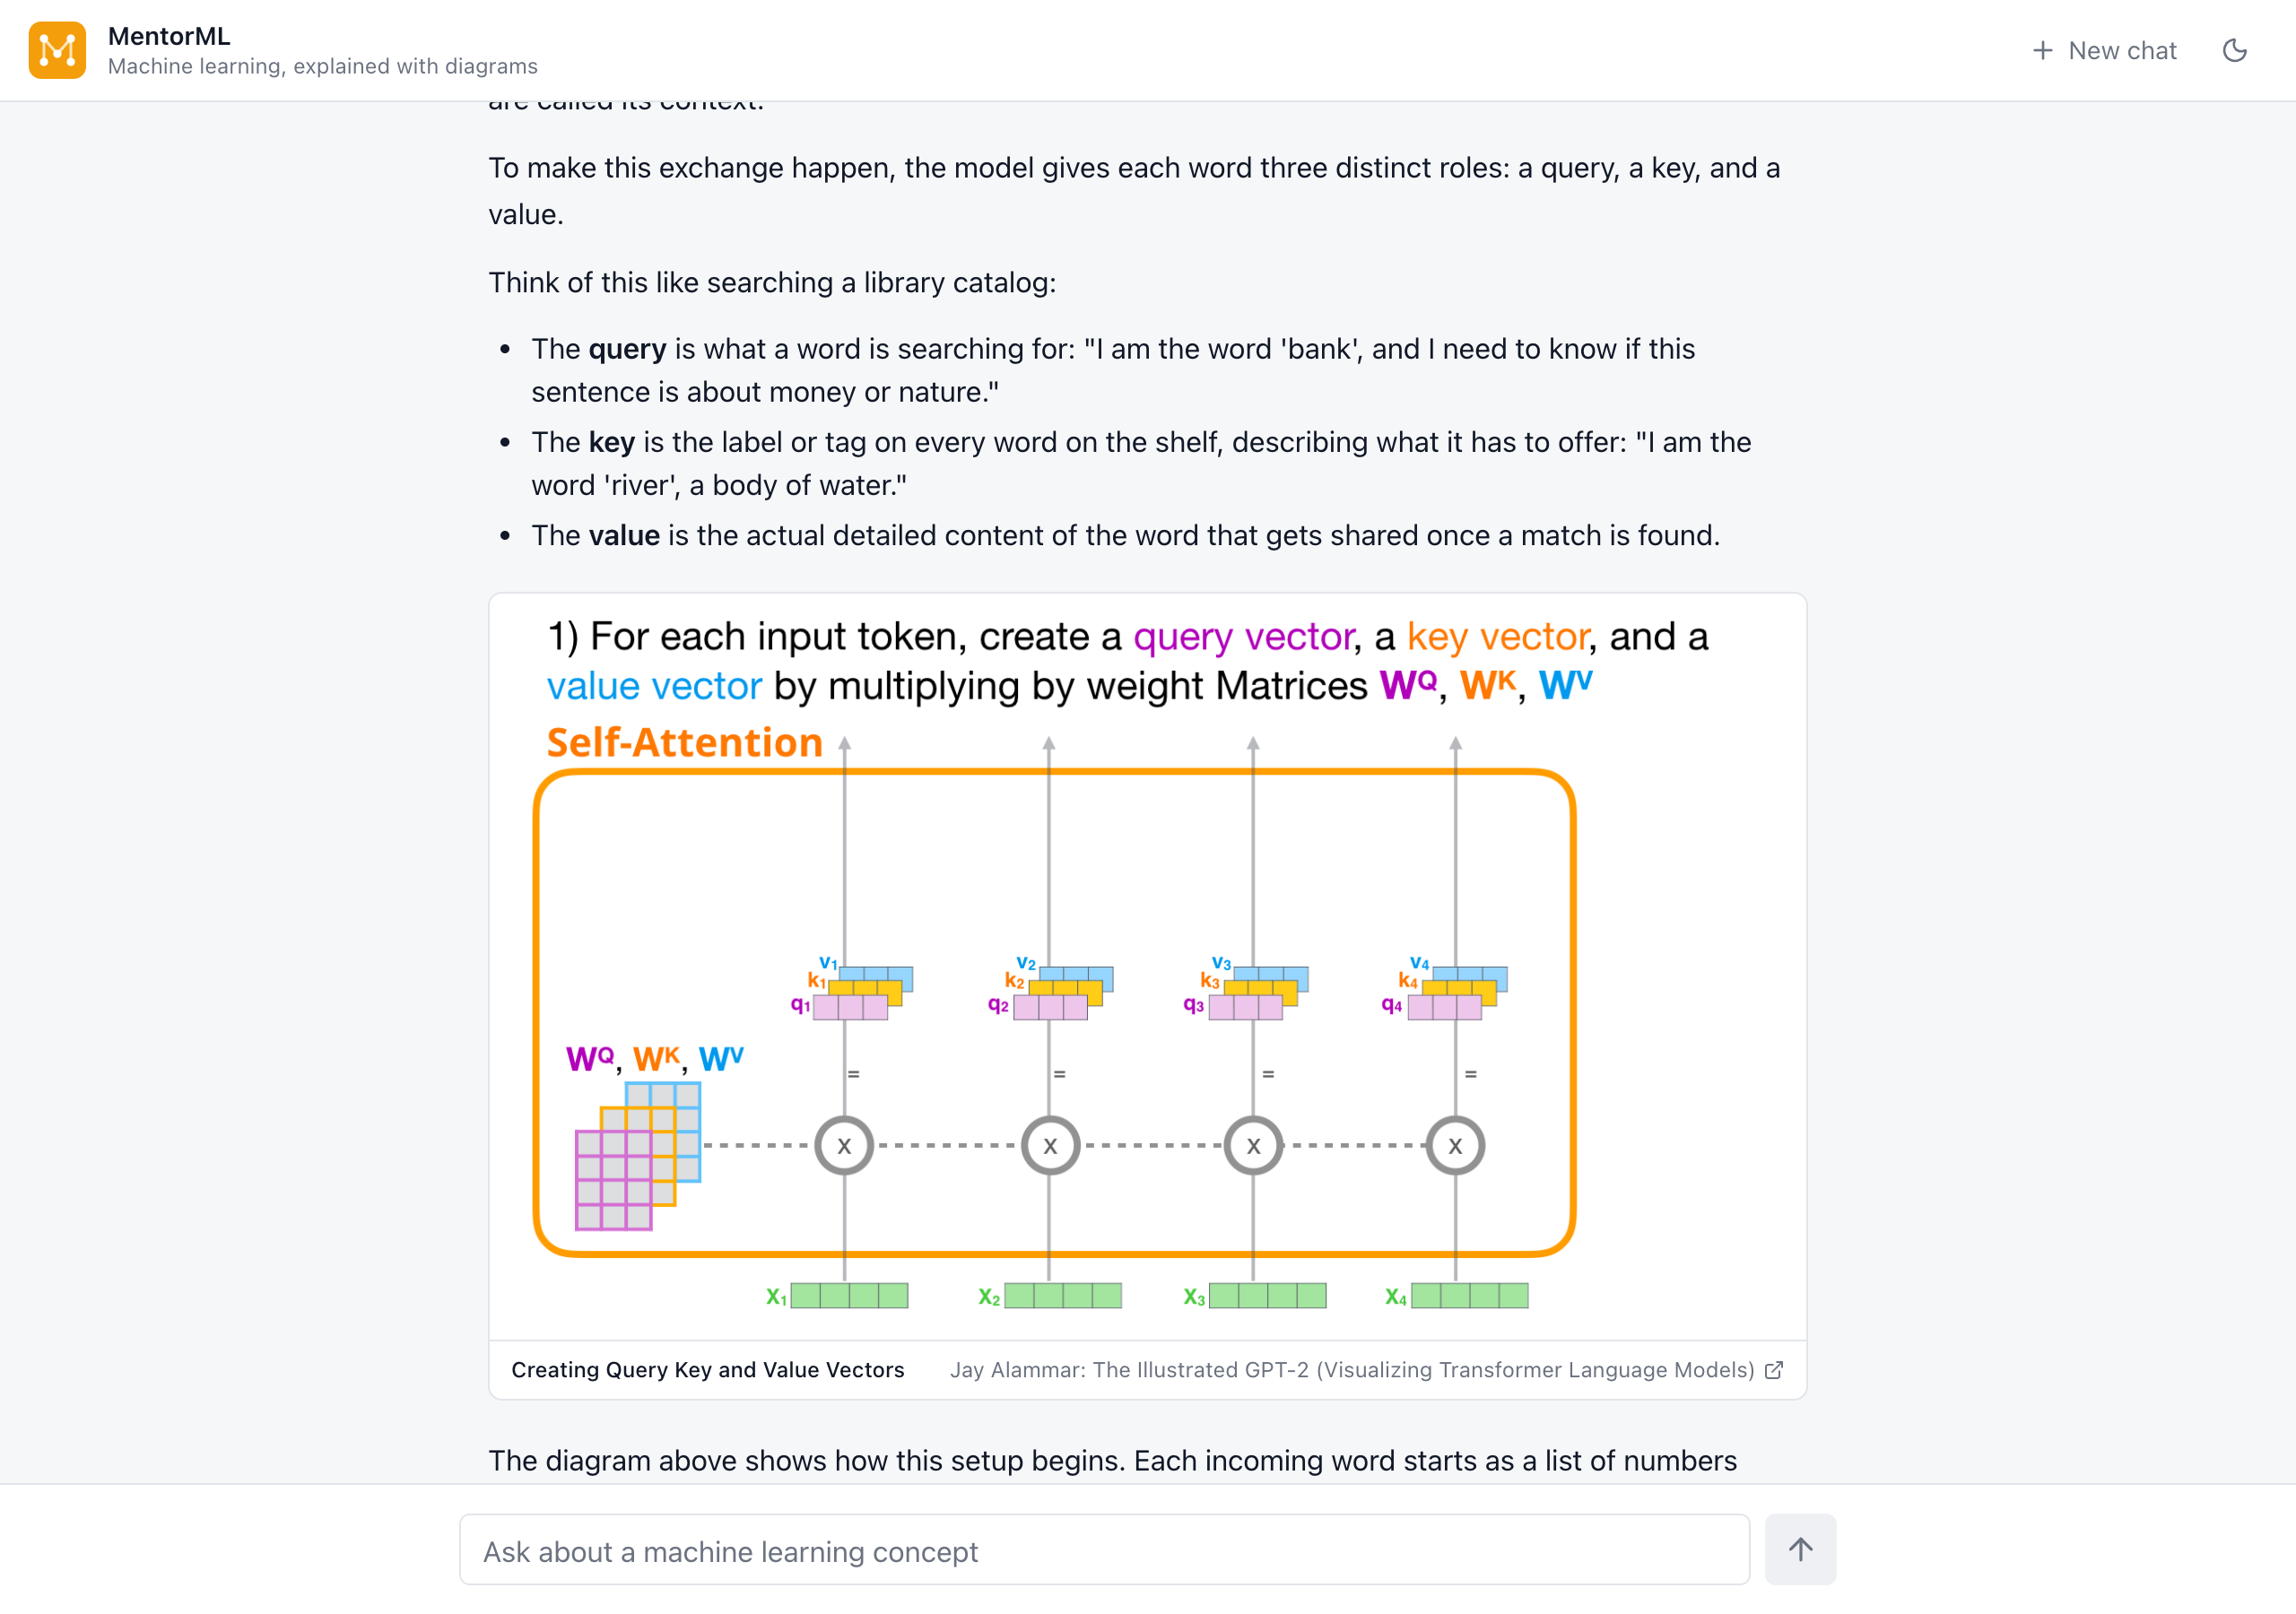 MentorML
Machine learning, explained with diagrams
New chat
are called its context.
To make this exchange happen, the model gives each word three distinct roles: a query, a key, and a
value.
Think of this like searching a library catalog:
• The query is what a word is searching for: "I am the word 'bank', and I need to know if this
sentence is about money or nature."
• The key is the label or tag on every word on the shelf, describing what it has to offer: "I am the
word 'river', a body of water."
• The value is the actual detailed content of the word that gets shared once a match is found.
1) For each input token, create a query vector, a key vector, and a
value vector by multiplying by weight Matrices W^Q, W^K, W^V
Self-Attention
v1 v2 v3 v4
k1 k2 k3 k4
q1 q2 q3 q4
W^Q, W^K, W^V
= = = =
X X X X
X1 X2 X3 X4
Creating Query Key and Value Vectors
Jay Alammar: The Illustrated GPT-2 (Visualizing Transformer Language Models)
The diagram above shows how this setup begins. Each incoming word starts as a list of numbers
Ask about a machine learning concept